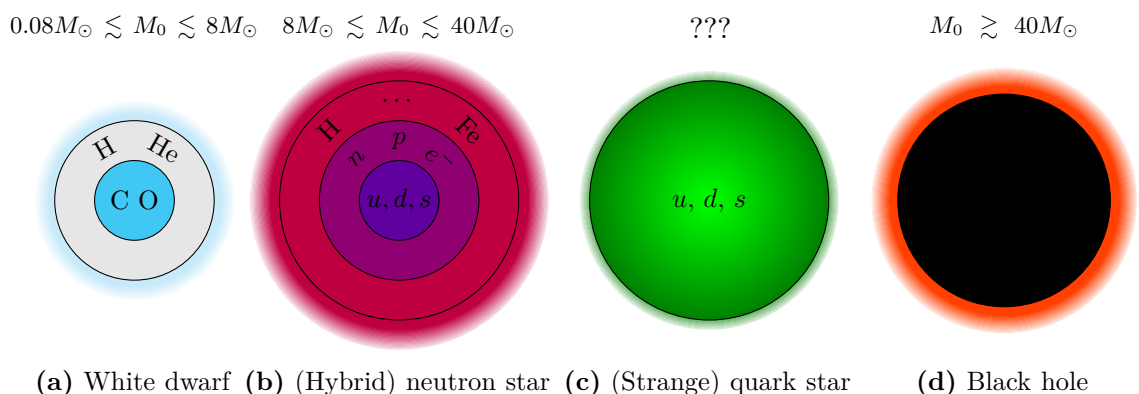 0.08M⊙ ≲ M₀ ≲ 8M⊙
8M⊙ ≲ M₀ ≲ 40M⊙
???
M₀ ≳ 40M⊙
H He
C O
...
H Fe
n p e⁻
u, d, s
u, d, s
(a) White dwarf
(b) (Hybrid) neutron star
(c) (Strange) quark star
(d) Black hole